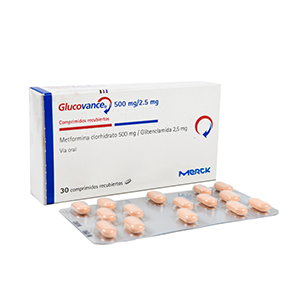 Glucovance® 500 mg/2.5 mg
Comprimidos recubiertos
Metformina clorhidrato 500 mg / Glibenclamida 2,5 mg
Vía oral
30 comprimidos recubiertos
MERCK